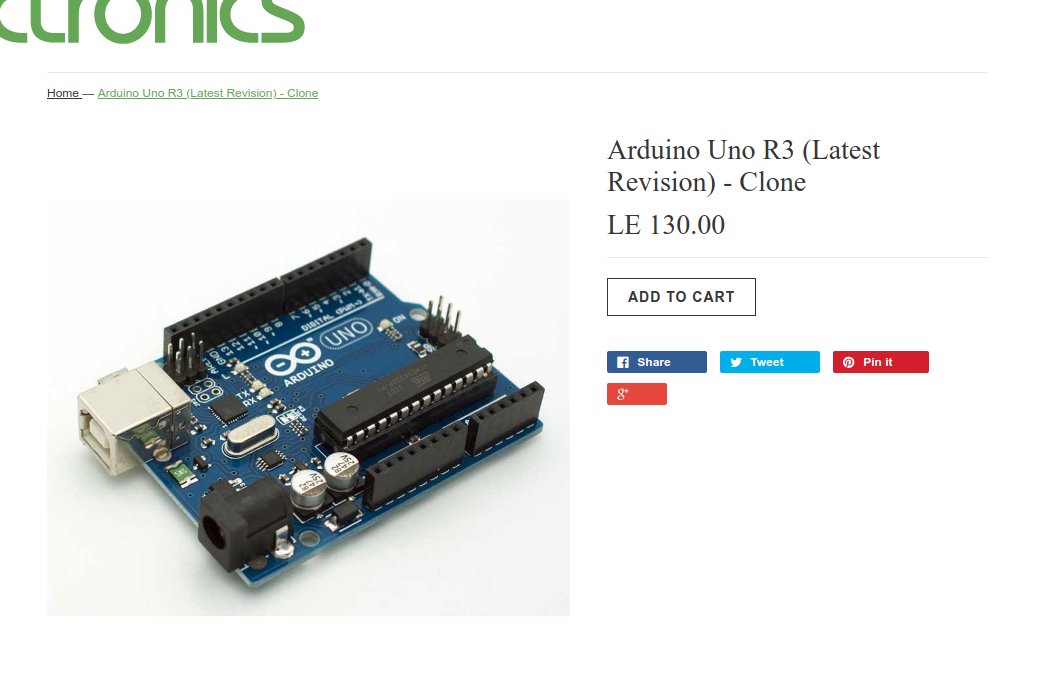 ctronics
Home — Arduino Uno R3 (Latest Revision) - Clone
Arduino Uno R3 (Latest
Revision) - Clone
LE 130.00
ADD TO CART
Share
Tweet
Pin it
g+
DIGITAL (PWM~)
UNO
ARDUINO
ON
TX
RX
L